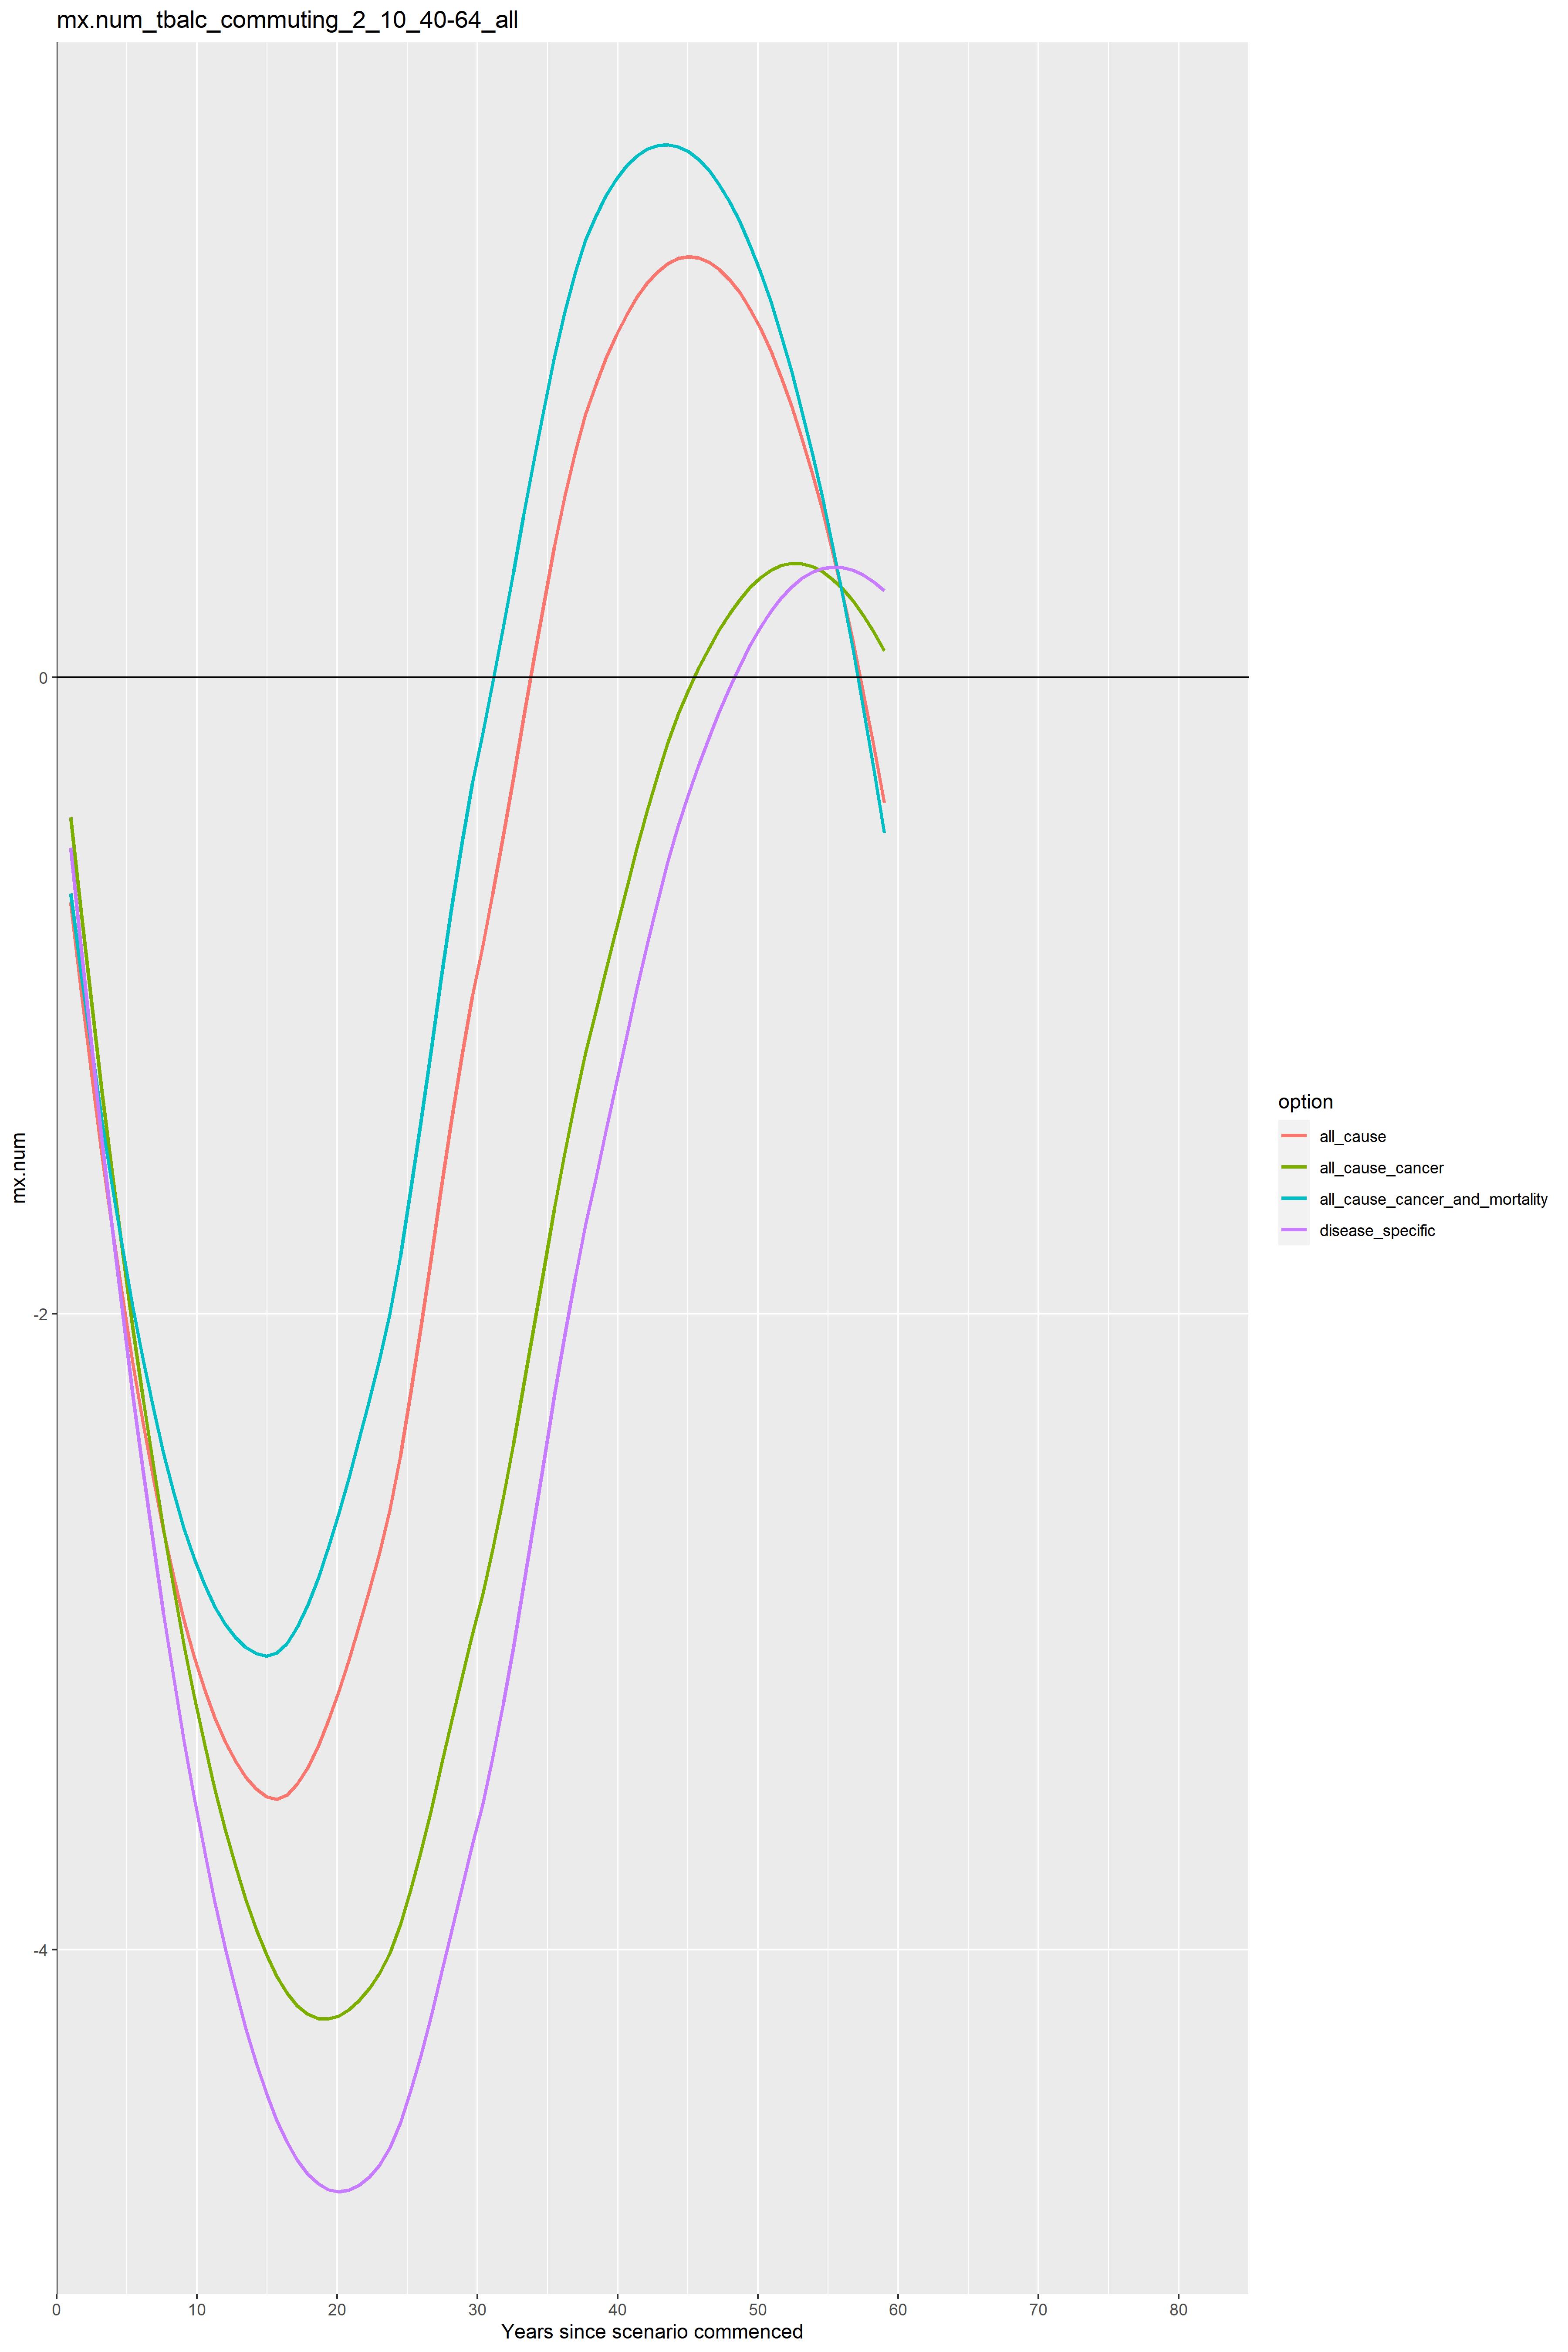 mx.num_tbalc_commuting_2_10_40-64_all
mx.num
0
-2
-4
0 10 20 30 40 50 60 70 80
Years since scenario commenced
option
all_cause
all_cause_cancer
all_cause_cancer_and_mortality
disease_specific